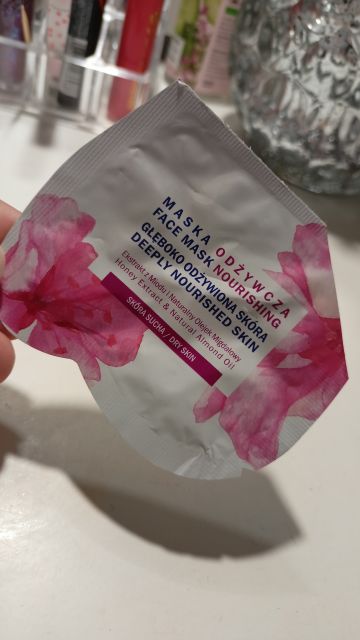 MASKA ODŻYWCZA
FACE MASK NOURISHING
GŁĘBOKO ODŻYWIONA SKÓRA
DEEPLY NOURISHED SKIN
Ekstrakt z Miodu i Naturalny Olejek Migdałowy
Honey Extract & Natural Almond Oil
SKÓRA SUCHA / DRY SKIN